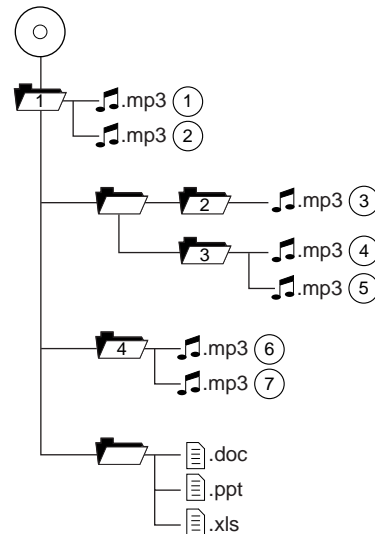 1 .mp3 1
.mp3 2
2 .mp3 3
3 .mp3 4
.mp3 5
4 .mp3 6
.mp3 7
.doc
.ppt
.xls